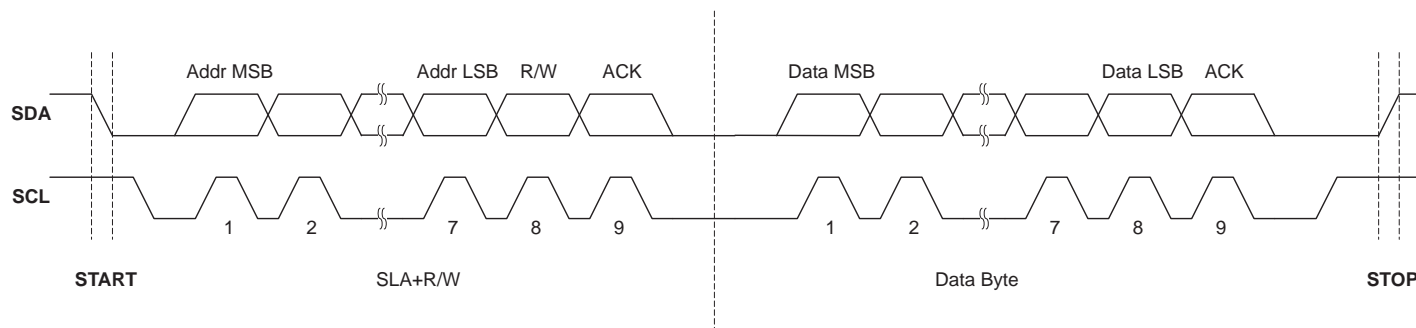 Addr MSB Addr LSB R/W ACK Data MSB Data LSB ACK
SDA
SCL
1 2 7 8 9 1 2 7 8 9
START SLA+R/W Data Byte STOP